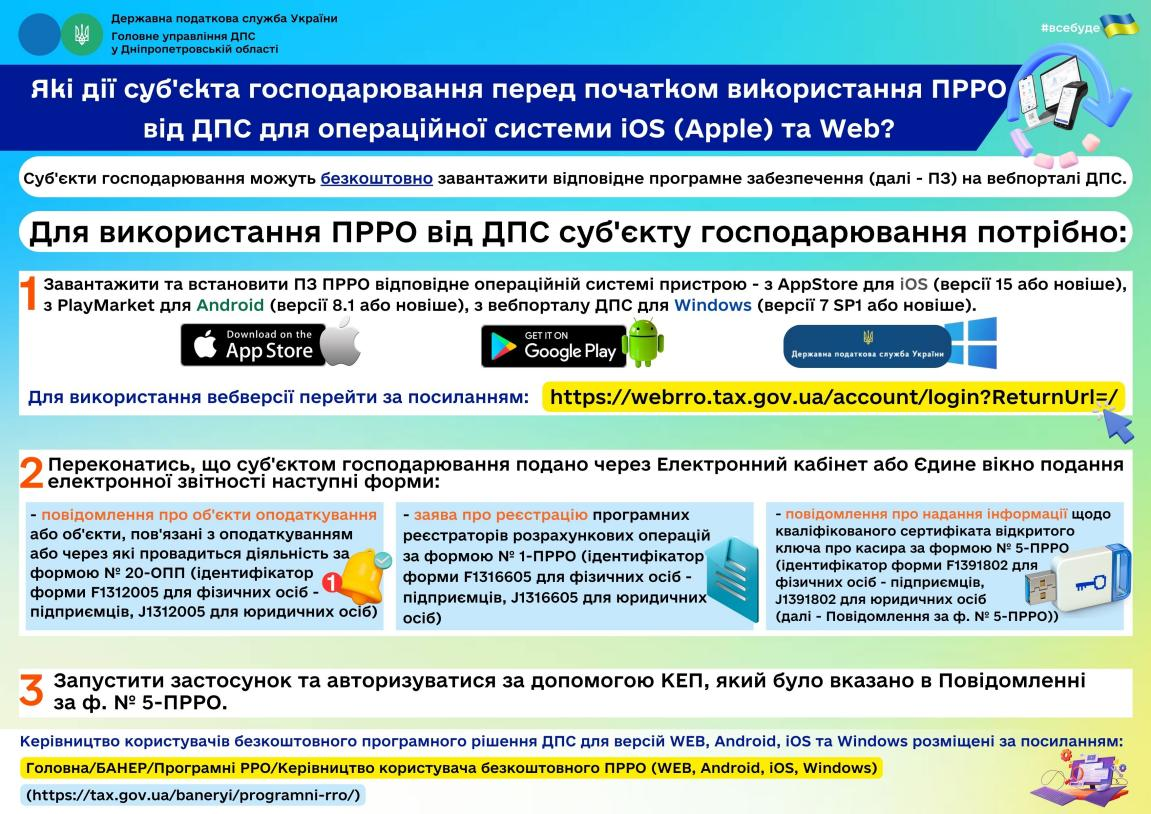 Державна податкова служба України
Головне управління ДПС
у Дніпропетровській області
#всебуде
Які дії суб'єкта господарювання перед початком використання ПРРО
від ДПС для операційної системи iOS (Apple) та Web?
Суб'єкти господарювання можуть безкоштовно завантажити відповідне програмне забезпечення (далі - ПЗ) на вебпорталі ДПС.
Для використання ПРРО від ДПС суб'єкту господарювання потрібно:
1 Завантажити та встановити ПЗ ПРРО відповідне операційній системі пристрою - з AppStore для iOS (версії 15 або новіше),
з PlayMarket для Android (версії 8.1 або новіше), з вебпорталу ДПС для Windows (версії 7 SP1 або новіше).
Download on the
App Store
GET IT ON
Google Play
Державна податкова служба України
Для використання вебверсії перейти за посиланням: https://webrro.tax.gov.ua/account/login?ReturnUrl=/
2 Переконатись, що суб'єктом господарювання подано через Електронний кабінет або Єдине вікно подання
електронної звітності наступні форми:
- повідомлення про об'єкти оподаткування
або об'єкти, пов'язані з оподаткуванням
або через які провадиться діяльність за
формою № 20-ОПП (ідентифікатор
форми F1312005 для фізичних осіб -
підприємців, J1312005 для юридичних осіб)
1
- заява про реєстрацію програмних
реєстраторів розрахункових операцій
за формою № 1-ПРРО (ідентифікатор
форми F1316605 для фізичних осіб -
підприємців, J1316605 для юридичних
осіб)
- повідомлення про надання інформації щодо
кваліфікованого сертифіката відкритого
ключа про касира за формою № 5-ПРРО
(ідентифікатор форми F1391802 для
фізичних осіб - підприємців,
J1391802 для юридичних осіб
(далі - Повідомлення за ф. № 5-ПРРО))
3 Запустити застосунок та авторизуватися за допомогою КЕП, який було вказано в Повідомленні
за ф. № 5-ПРРО.
Керівництво користувачів безкоштовного програмного рішення ДПС для версій WEB, Android, iOS та Windows розміщені за посиланням:
Головна/БАНЕР/Програмні РРО/Керівництво користувача безкоштовного ПРРО (WEB, Android, iOS, Windows)
(https://tax.gov.ua/baneryi/programni-rro/)